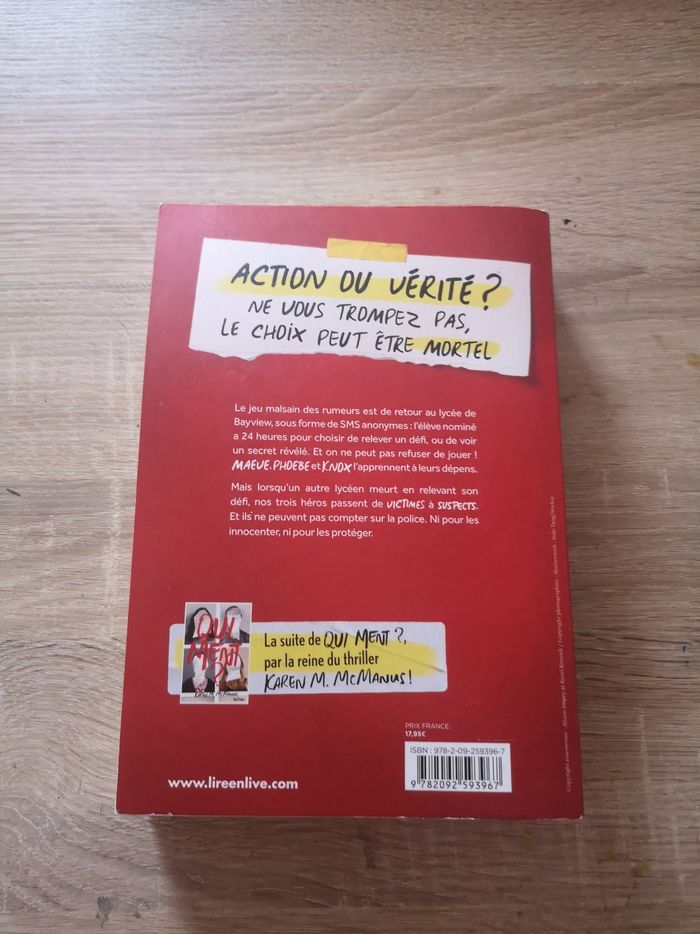 ACTION OU VÉRITÉ?
NE VOUS TROMPEZ PAS,
LE CHOIX PEUT ÊTRE MORTEL
Le jeu malsain des rumeurs est de retour au lycée de
Bayview, sous forme de SMS anonymes : l'élève nominé
a 24 heures pour choisir de relever un défi, ou de voir
un secret révélé. Et on ne peut pas refuser de jouer !
MAEVE, PHOEBE et KNOX l'apprennent à leurs dépens.
Mais lorsqu'un autre lycéen meurt en relevant son
défi, nos trois héros passent de VICTIMES à SUSPECTS.
Et ils ne peuvent pas compter sur la police. Ni pour les
innocenter, ni pour les protéger.
QUI
MENT
?
La suite de QUI MENT ?,
par la reine du thriller
KAREN M. McMANUS!
PRIX FRANCE:
17,95€
ISBN : 978-2-09-259396-7
9 782092 593967
www.lireenlive.com